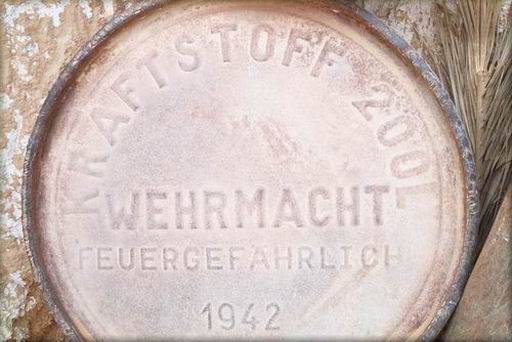 KRAFTSTOFF 200L
WEHRMACHT
FEUERGEFÄHRLICH
1942